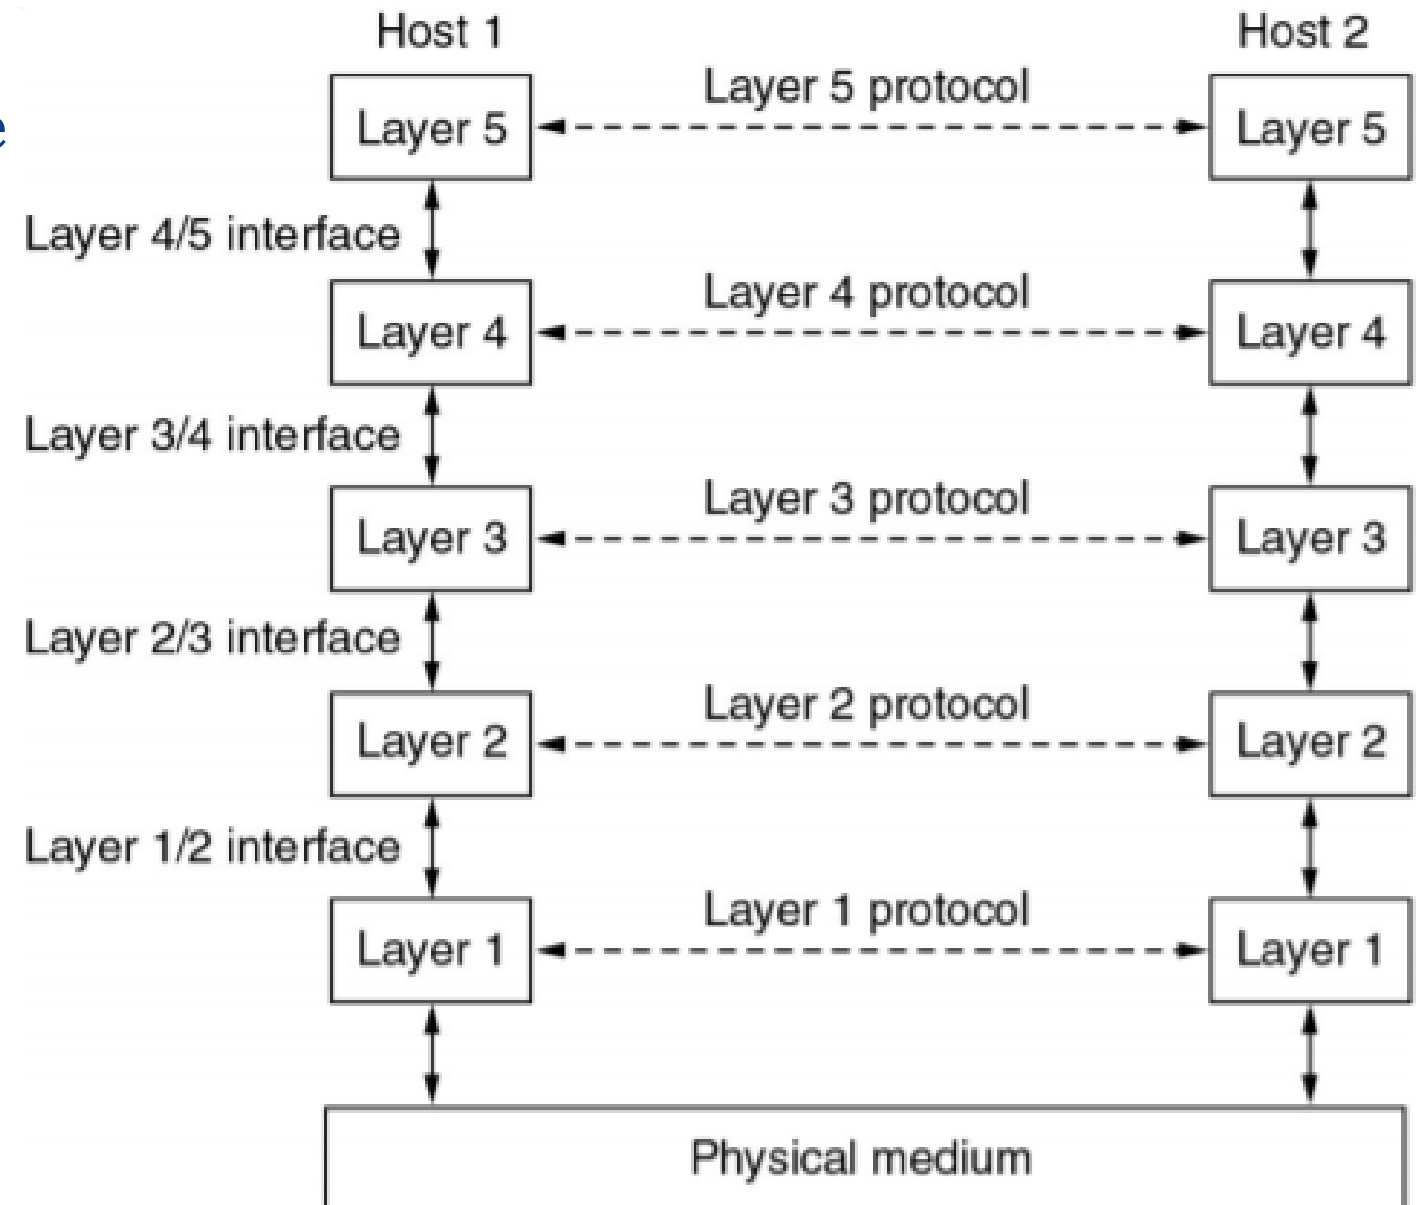 Host 1 Host 2
Layer 5 protocol
Layer 5 Layer 5
Layer 4/5 interface
Layer 4 protocol
Layer 4 Layer 4
Layer 3/4 interface
Layer 3 protocol
Layer 3 Layer 3
Layer 2/3 interface
Layer 2 protocol
Layer 2 Layer 2
Layer 1/2 interface
Layer 1 protocol
Layer 1 Layer 1
Physical medium